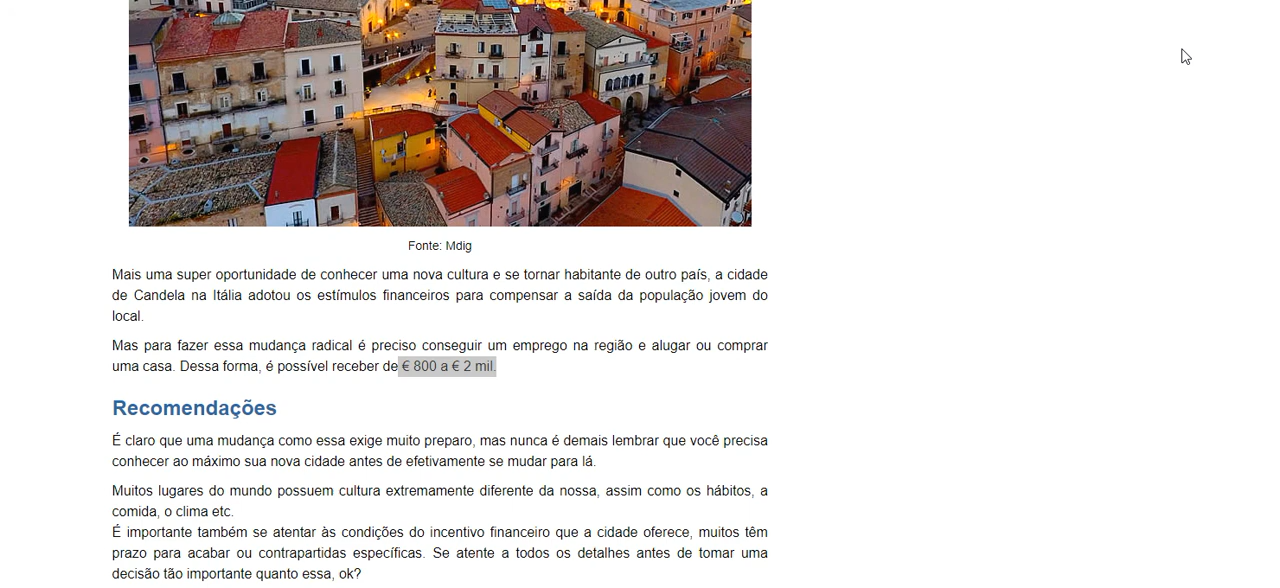 Fonte: Mdig
Mais uma super oportunidade de conhecer uma nova cultura e se tornar habitante de outro país, a cidade
de Candela na Itália adotou os estímulos financeiros para compensar a saída da população jovem do
local.
Mas para fazer essa mudança radical é preciso conseguir um emprego na região e alugar ou comprar
uma casa. Dessa forma, é possível receber de € 800 a € 2 mil.
Recomendações
É claro que uma mudança como essa exige muito preparo, mas nunca é demais lembrar que você precisa
conhecer ao máximo sua nova cidade antes de efetivamente se mudar para lá.
Muitos lugares do mundo possuem cultura extremamente diferente da nossa, assim como os hábitos, a
comida, o clima etc.
É importante também se atentar às condições do incentivo financeiro que a cidade oferece, muitos têm
prazo para acabar ou contrapartidas específicas. Se atente a todos os detalhes antes de tomar uma
decisão tão importante quanto essa, ok?